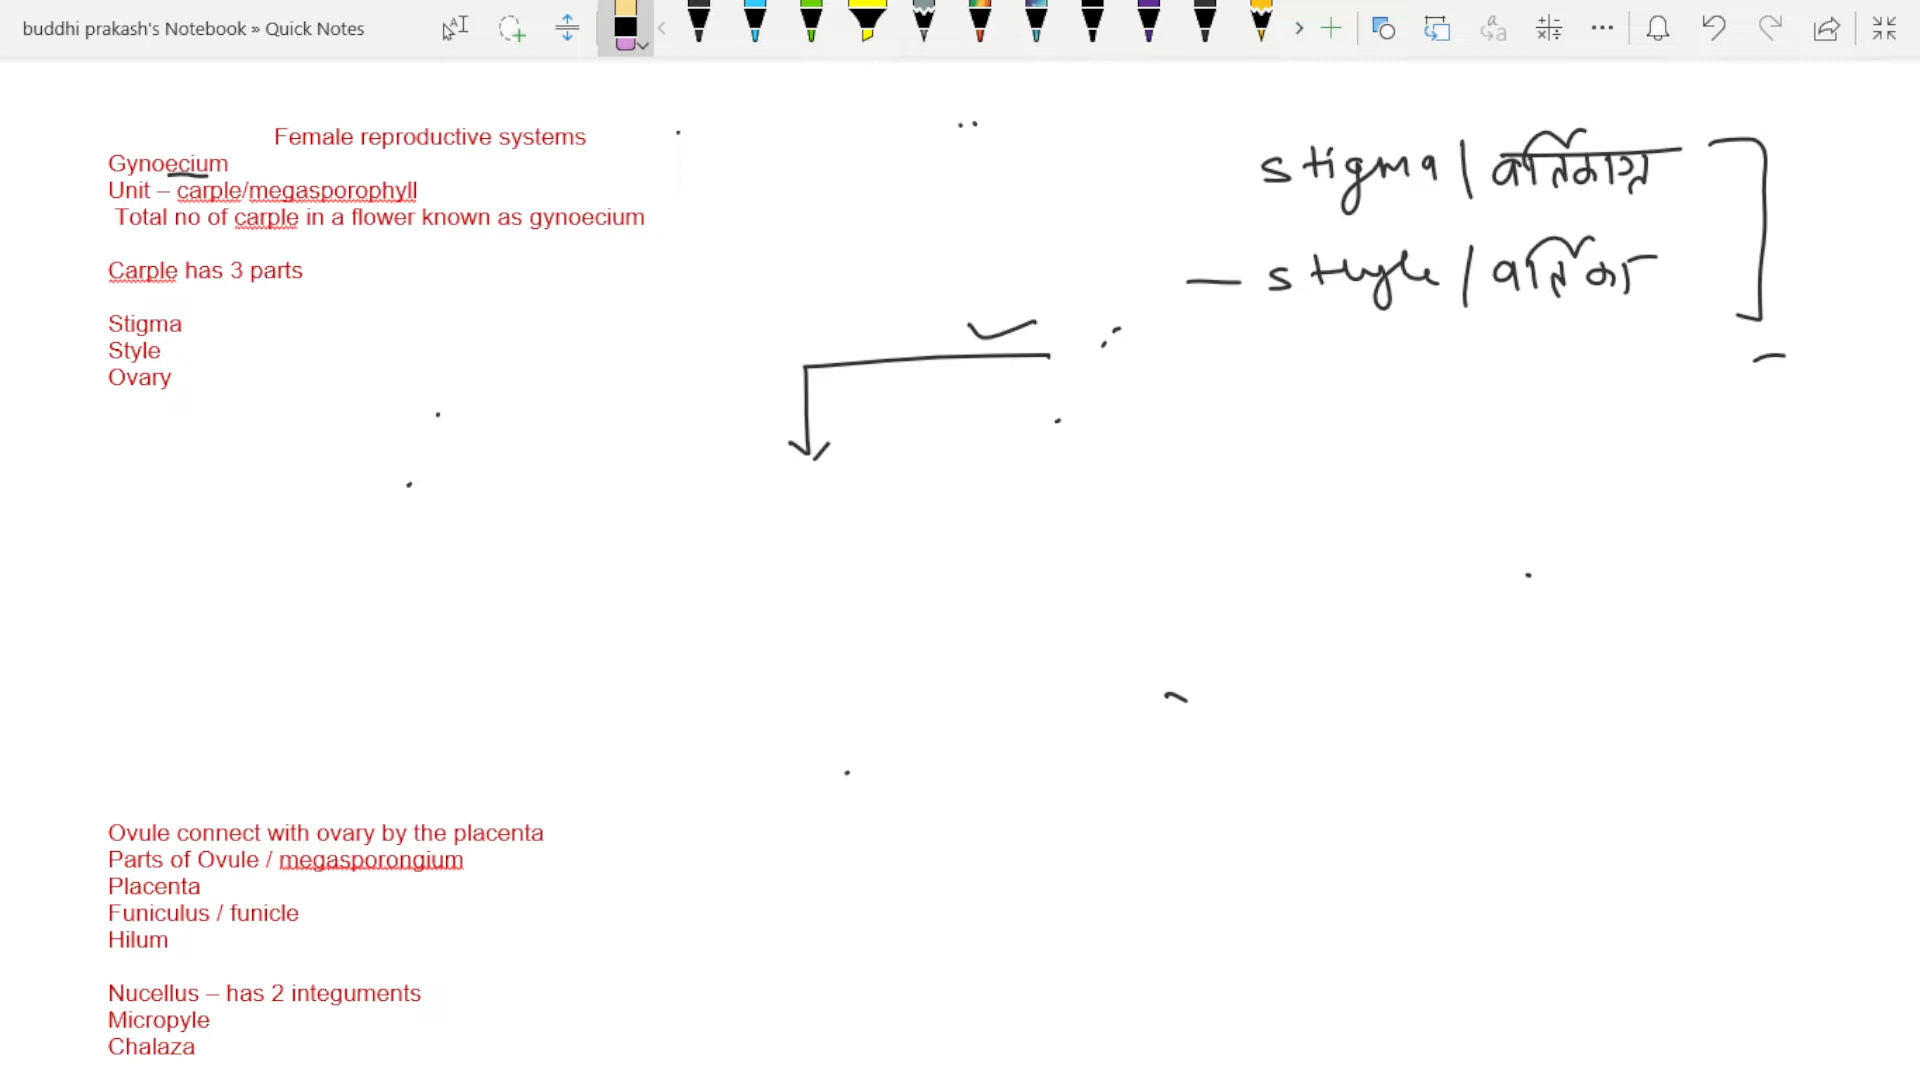 buddhi prakash's Notebook » Quick Notes
Female reproductive systems
Gynoecium
Unit – carple/megasporophyll
Total no of carple in a flower known as gynoecium
Carple has 3 parts
Stigma
Style
Ovary
stigma | वर्तिकाग्र
— style / वर्तिका
Ovule connect with ovary by the placenta
Parts of Ovule / megasporongium
Placenta
Funiculus / funicle
Hilum
Nucellus – has 2 integuments
Micropyle
Chalaza